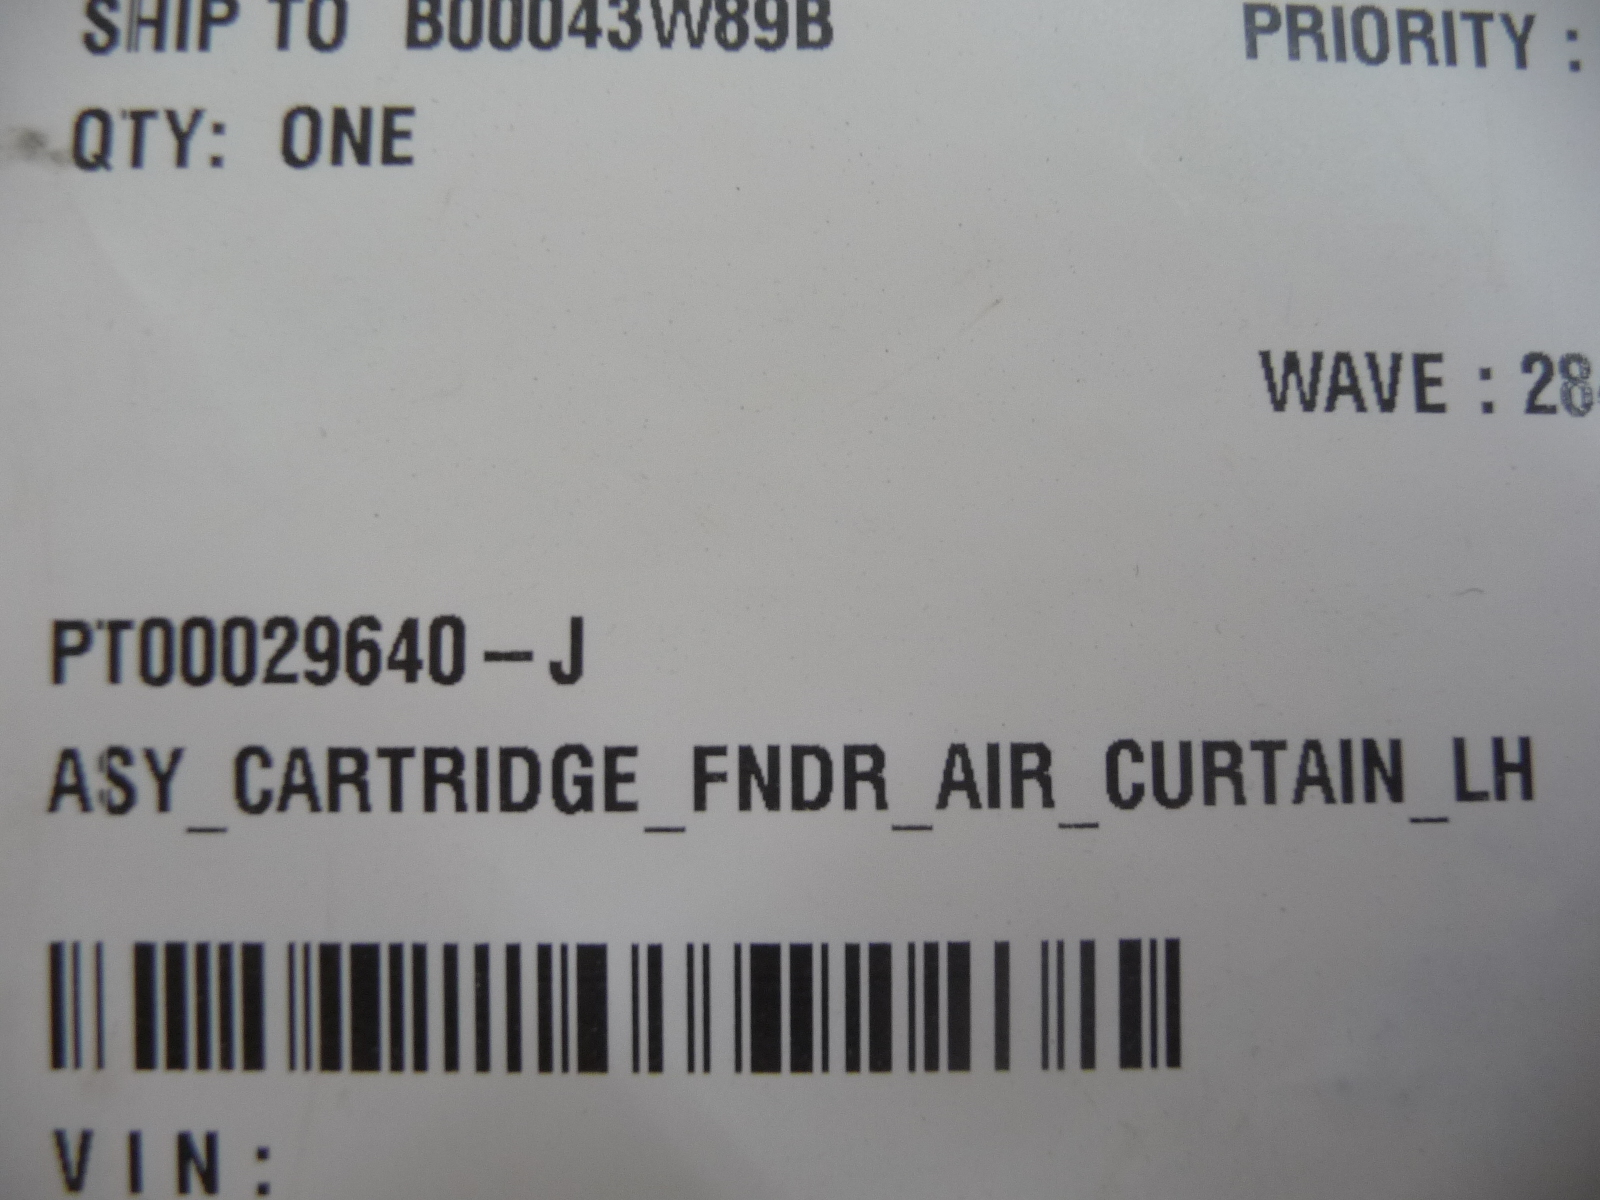 SHIP TO B00043W89B
PRIORITY :
QTY: ONE
WAVE : 28
PT00029640-J
ASY_CARTRIDGE_FNDR_AIR_CURTAIN_LH
VIN: